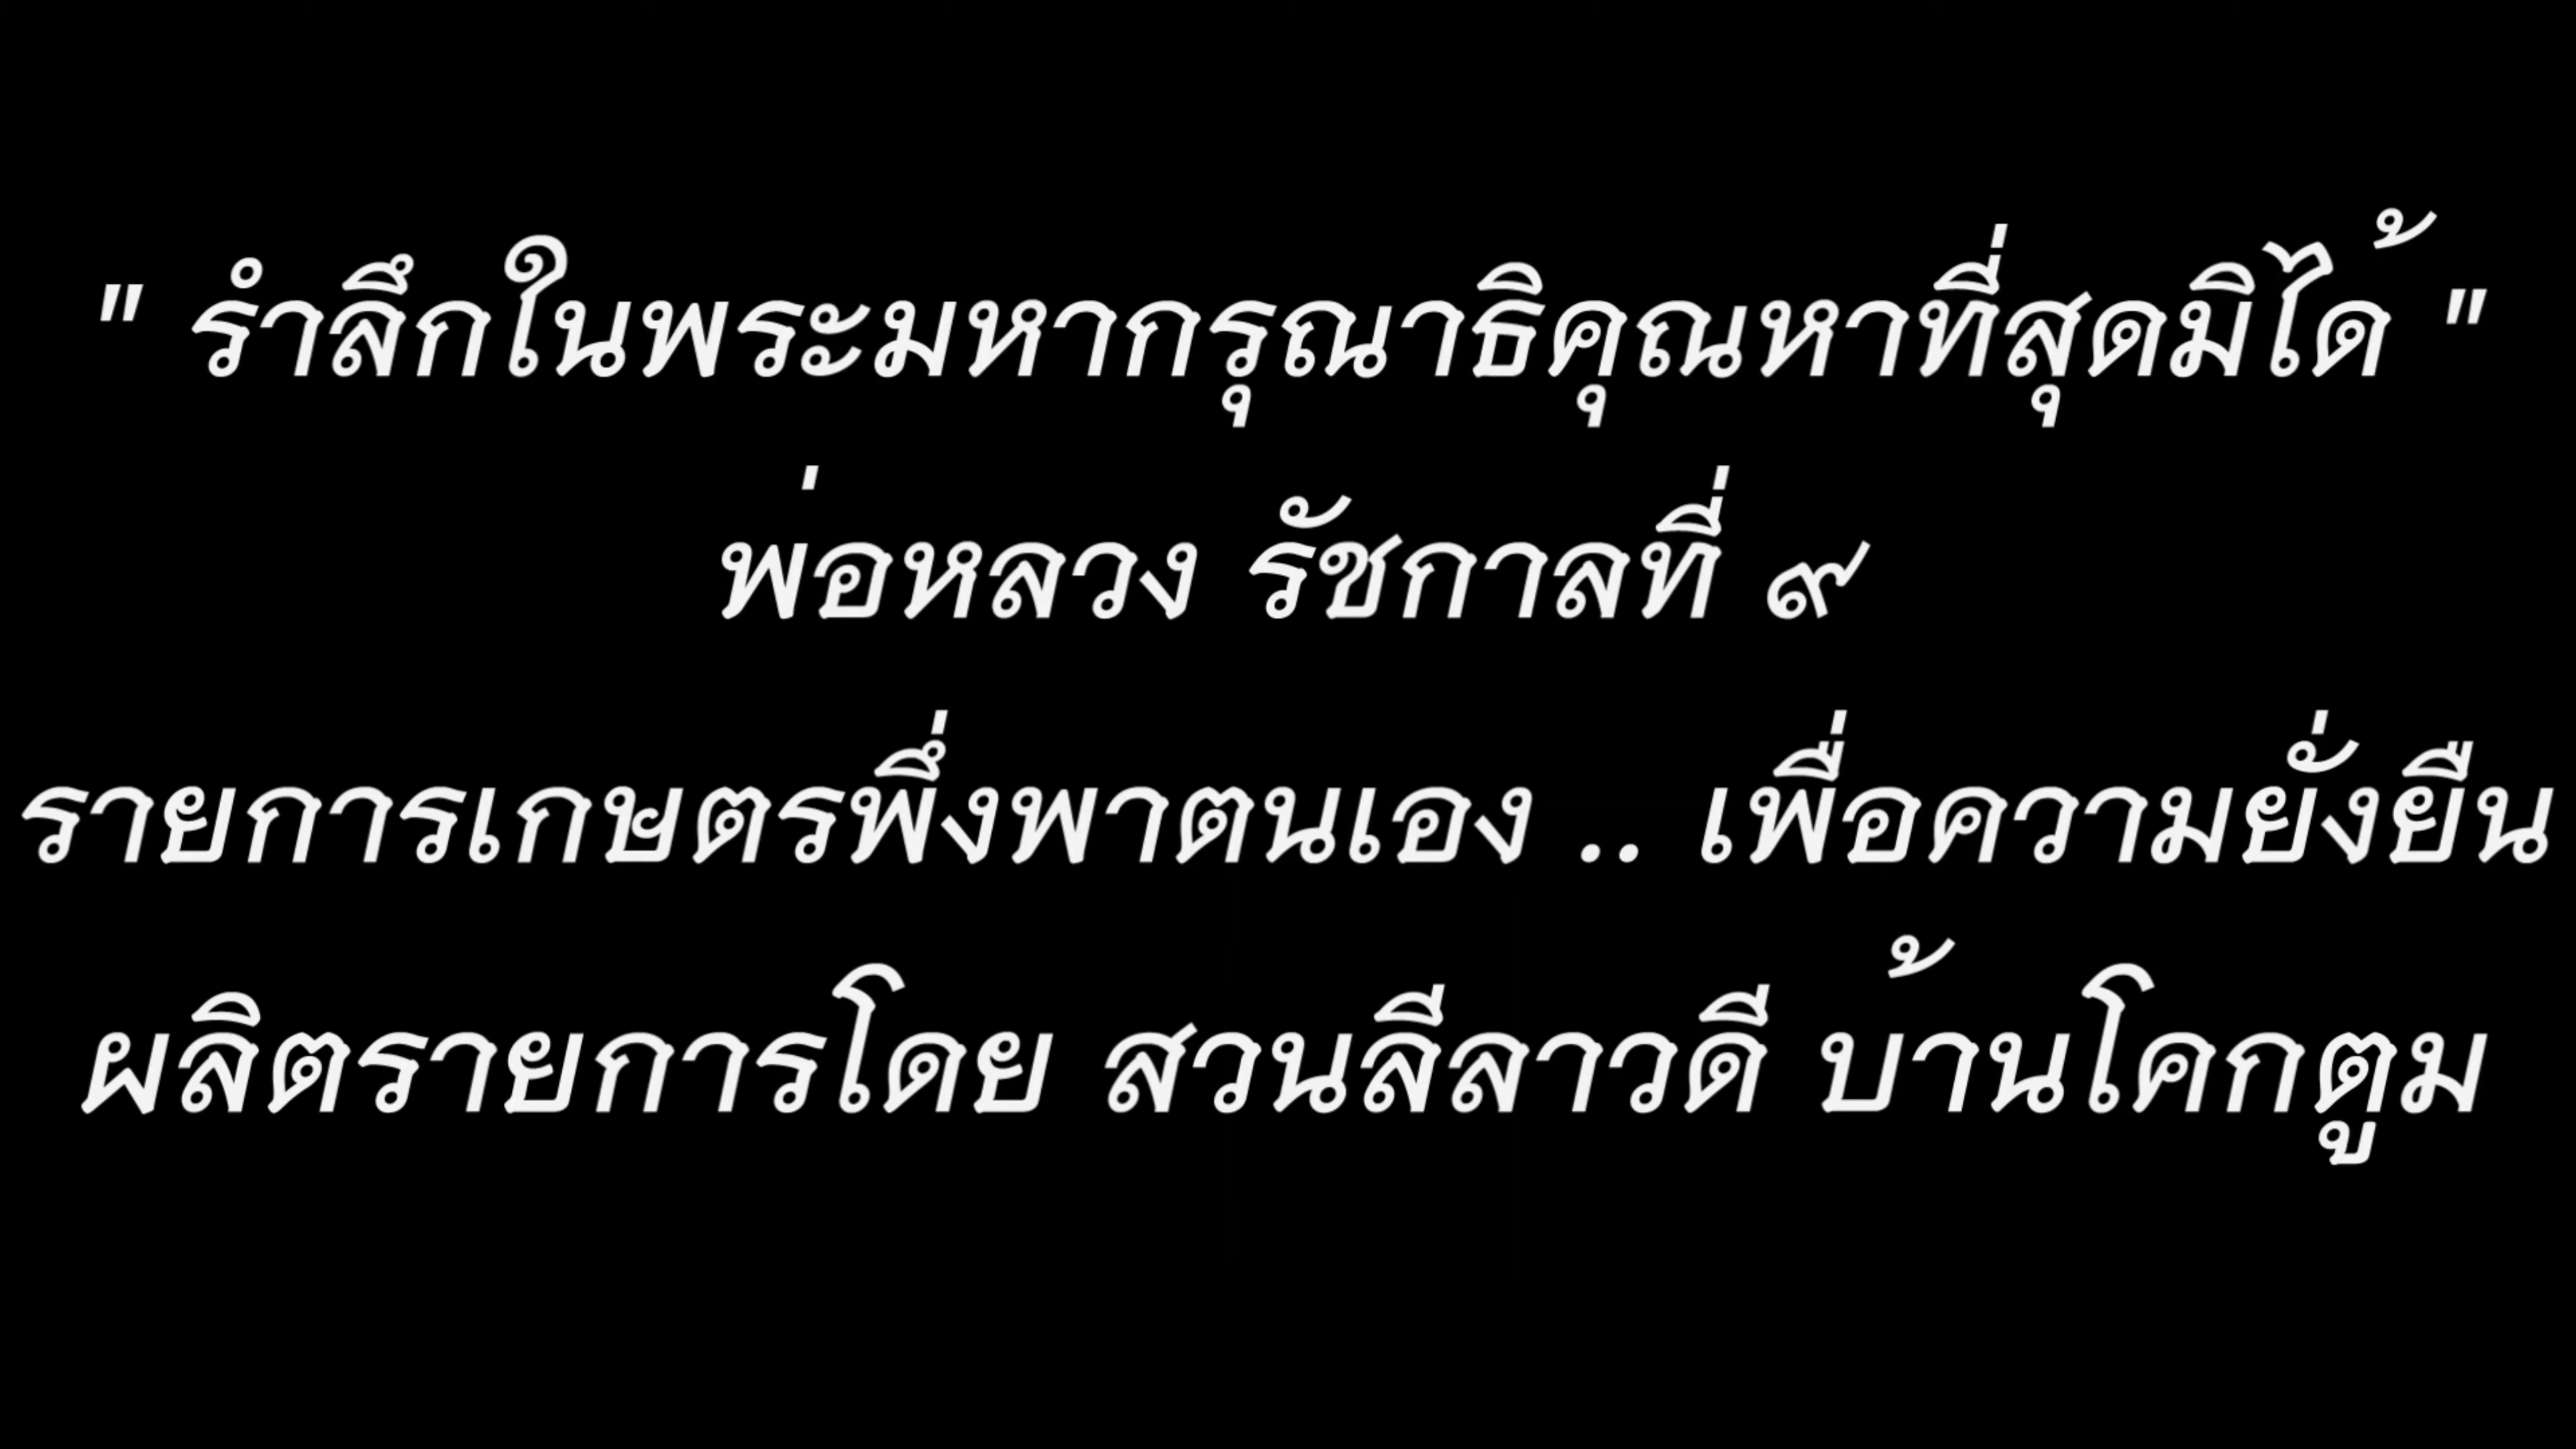 " รำลึกในพระมหากรุณาธิคุณหาที่สุดมิได้ "
พ่อหลวง รัชกาลที่ ๙
รายการเกษตรพึ่งพาตนเอง .. เพื่อความยั่งยืน
ผลิตรายการโดย สวนลีลาวดี บ้านโคกตูม